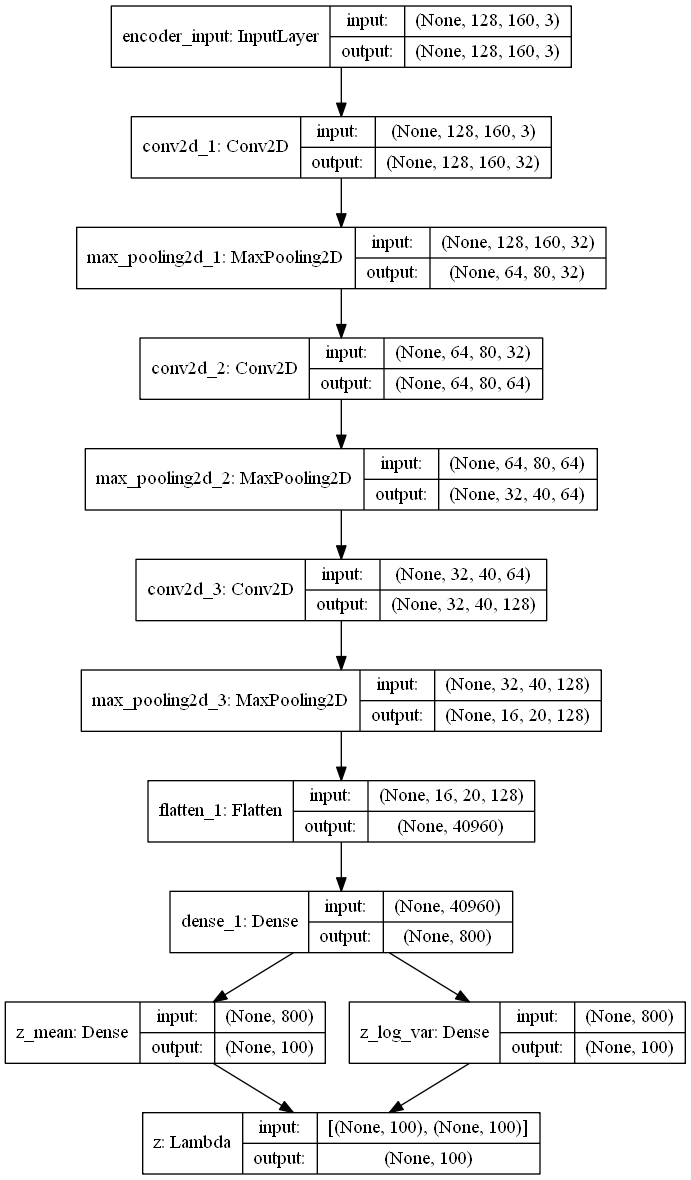 encoder_input: InputLayer
input: (None, 128, 160, 3)
output: (None, 128, 160, 3)
conv2d_1: Conv2D
input: (None, 128, 160, 3)
output: (None, 128, 160, 32)
max_pooling2d_1: MaxPooling2D
input: (None, 128, 160, 32)
output: (None, 64, 80, 32)
conv2d_2: Conv2D
input: (None, 64, 80, 32)
output: (None, 64, 80, 64)
max_pooling2d_2: MaxPooling2D
input: (None, 64, 80, 64)
output: (None, 32, 40, 64)
conv2d_3: Conv2D
input: (None, 32, 40, 64)
output: (None, 32, 40, 128)
max_pooling2d_3: MaxPooling2D
input: (None, 32, 40, 128)
output: (None, 16, 20, 128)
flatten_1: Flatten
input: (None, 16, 20, 128)
output: (None, 40960)
dense_1: Dense
input: (None, 40960)
output: (None, 800)
z_mean: Dense
input: (None, 800)
output: (None, 100)
z_log_var: Dense
input: (None, 800)
output: (None, 100)
z: Lambda
input: [(None, 100), (None, 100)]
output: (None, 100)